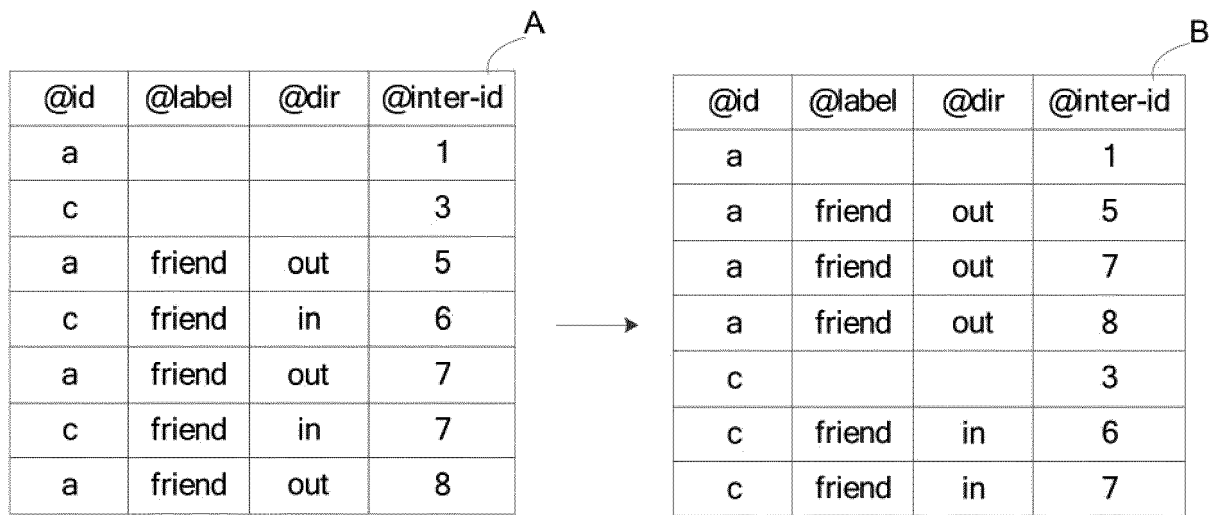 A
@id @label @dir @inter-id
a 1
c 3
a friend out 5
c friend in 6
a friend out 7
c friend in 7
a friend out 8
B
@id @label @dir @inter-id
a 1
a friend out 5
a friend out 7
a friend out 8
c 3
c friend in 6
c friend in 7